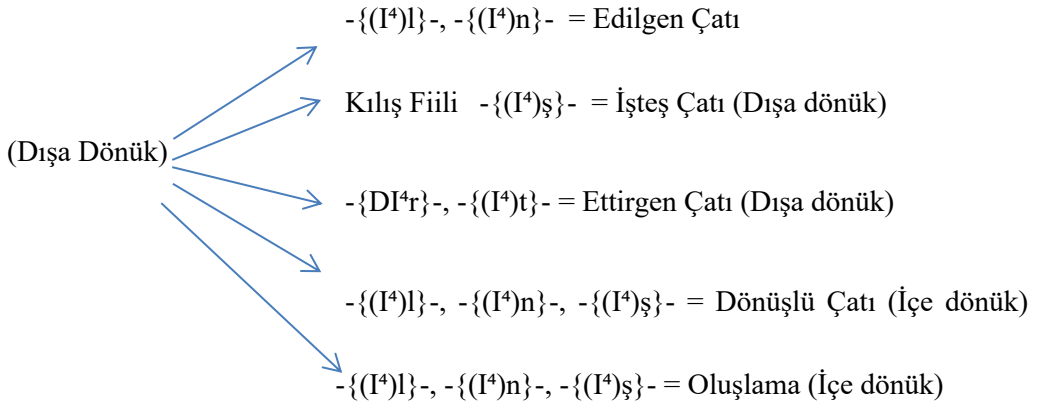 -{(I⁴)l}-, -{(I⁴)n}- = Edilgen Çatı
Kılış Fiili -{(I⁴)ş}- = İşteş Çatı (Dışa dönük)
(Dışa Dönük)
-{DI⁴r}-, -{(I⁴)t}- = Ettirgen Çatı (Dışa dönük)
-{(I⁴)l}-, -{(I⁴)n}-, -{(I⁴)ş}- = Dönüşlü Çatı (İçe dönük)
-{(I⁴)l}-, -{(I⁴)n}-, -{(I⁴)ş}- = Oluşlama (İçe dönük)